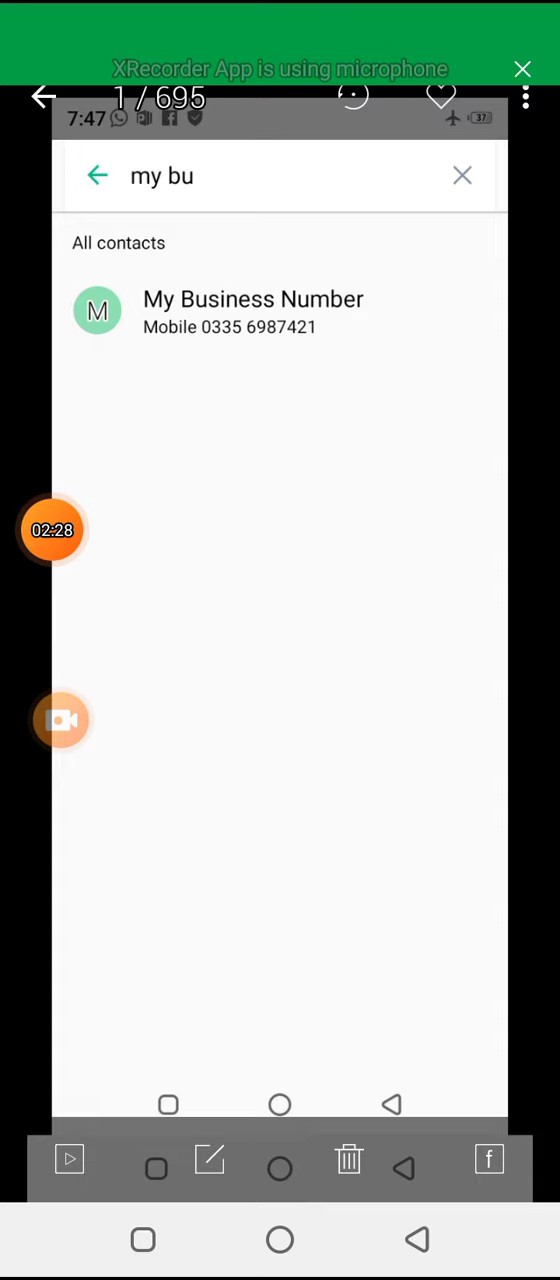 XRecorder App is using microphone
1 / 695
7:47 37
my bu
All contacts
M
My Business Number
Mobile 0335 6987421
02:28
f